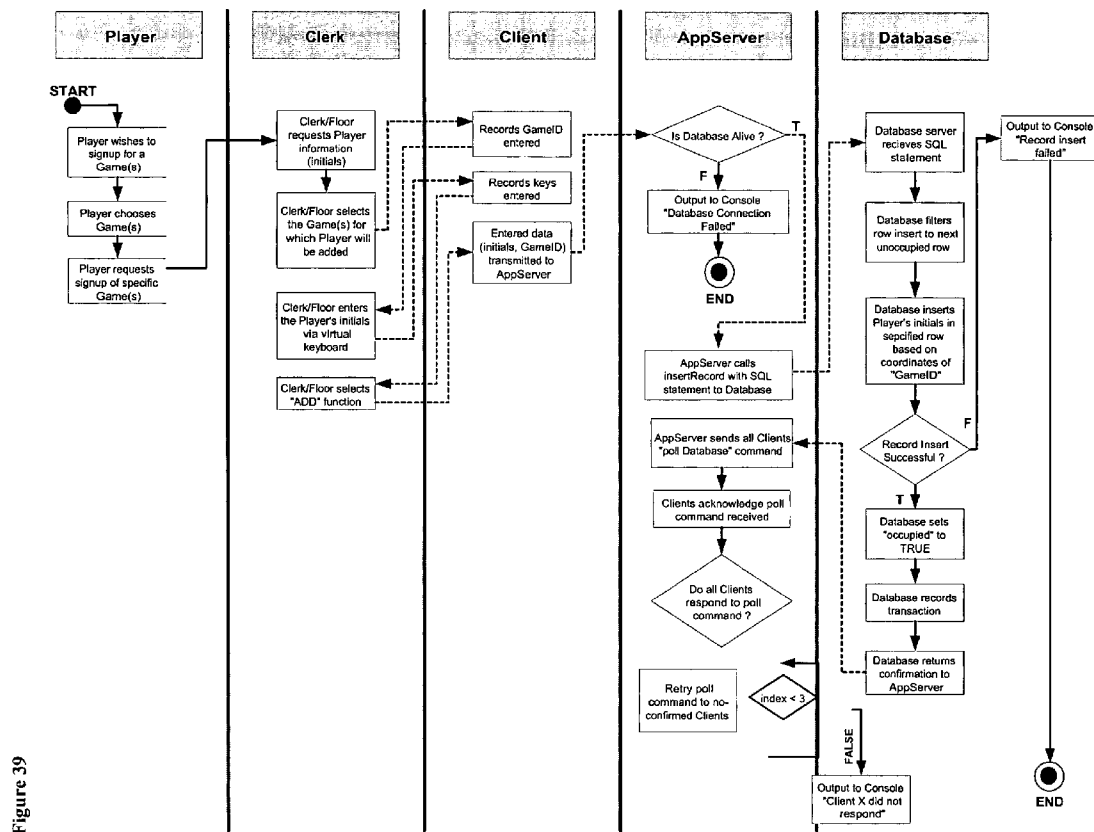 Player
Clerk
Client
AppServer
Database
START
Player wishes to
signup for a
Game(s)
Player chooses
Game(s)
Player requests
signup of specific
Game(s)
Clerk/Floor
requests Player
information
(initials)
Clerk/Floor selects
the Game(s) for
which Player will
be added
Clerk/Floor enters
the Player's initials
via virtual
keyboard
Clerk/Floor selects
"ADD" function
Records GameID
entered
Records keys
entered
Entered data
(initials, GameID)
transmitted to
AppServer
Is Database Alive ?
T
F
Output to Console
"Database Connection
Failed"
END
AppServer calls
insertRecord with SQL
statement to Database
AppServer sends all Clients
"poll Database" command
Clients acknowledge poll
command received
Do all Clients
respond to poll
command ?
Retry poll
command to no-
confirmed Clients
index < 3
FALSE
Output to Console
"Client X did not
respond"
Database server
recieves SQL
statement
Database filters
row insert to next
unoccupied row
Database inserts
Player's initials in
sepcified row
based on
coordinates of
"GameID"
Record Insert
Successful ?
F
T
Database sets
"occupied" to
TRUE
Database records
transaction
Database returns
confirmation to
AppServer
Output to Console
"Record insert
failed"
END
Figure 39